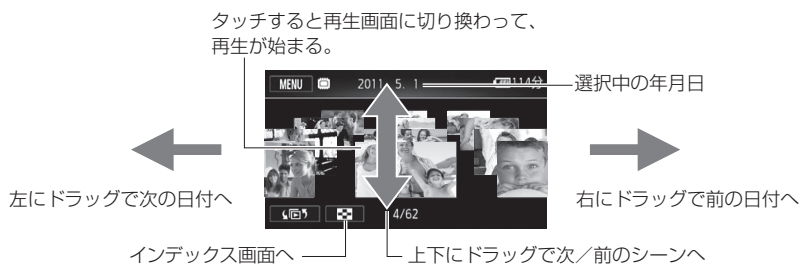 タッチすると再生画面に切り換わって、
再生が始まる。
MENU 2011. 5. 1 114分
選択中の年月日
左にドラッグで次の日付へ
右にドラッグで前の日付へ
4/62
インデックス画面へ
上下にドラッグで次／前のシーンへ